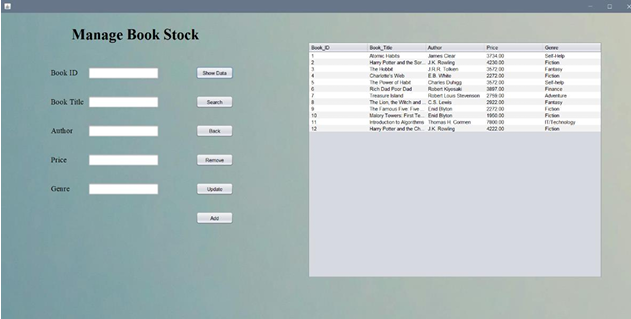 Manage Book Stock
Book ID
Show Data
Book Title
Search
Author
Back
Price
Remove
Genre
Update
Add
Book_ID Book_Title Author Price Genre
1 Atomic Habits James Clear 3734.00 Self-Help
2 Harry Potter and the Sor... J.K. Rowling 4230.00 Fiction
3 The Hobbit J.R.R. Tolkien 3572.00 Fantasy
4 Charlotte's Web E.B. White 2272.00 Fiction
5 The Power of Habit Charles Duhigg 3572.00 Self-Help
6 Rich Dad Poor Dad Robert Kiyosaki 3897.00 Finance
7 Treasure Island Robert Louis Stevenson 2759.00 Adventure
8 The Lion, the Witch and ... C.S. Lewis 2922.00 Fantasy
9 The Famous Five: Five ... Enid Blyton 2272.00 Fiction
10 Malory Towers: First Te... Enid Blyton 1950.00 Fiction
11 Introduction to Algorithms Thomas H. Cormen 7800.00 IT/Technology
12 Harry Potter and the Ch... J.K. Rowling 4222.00 Fiction